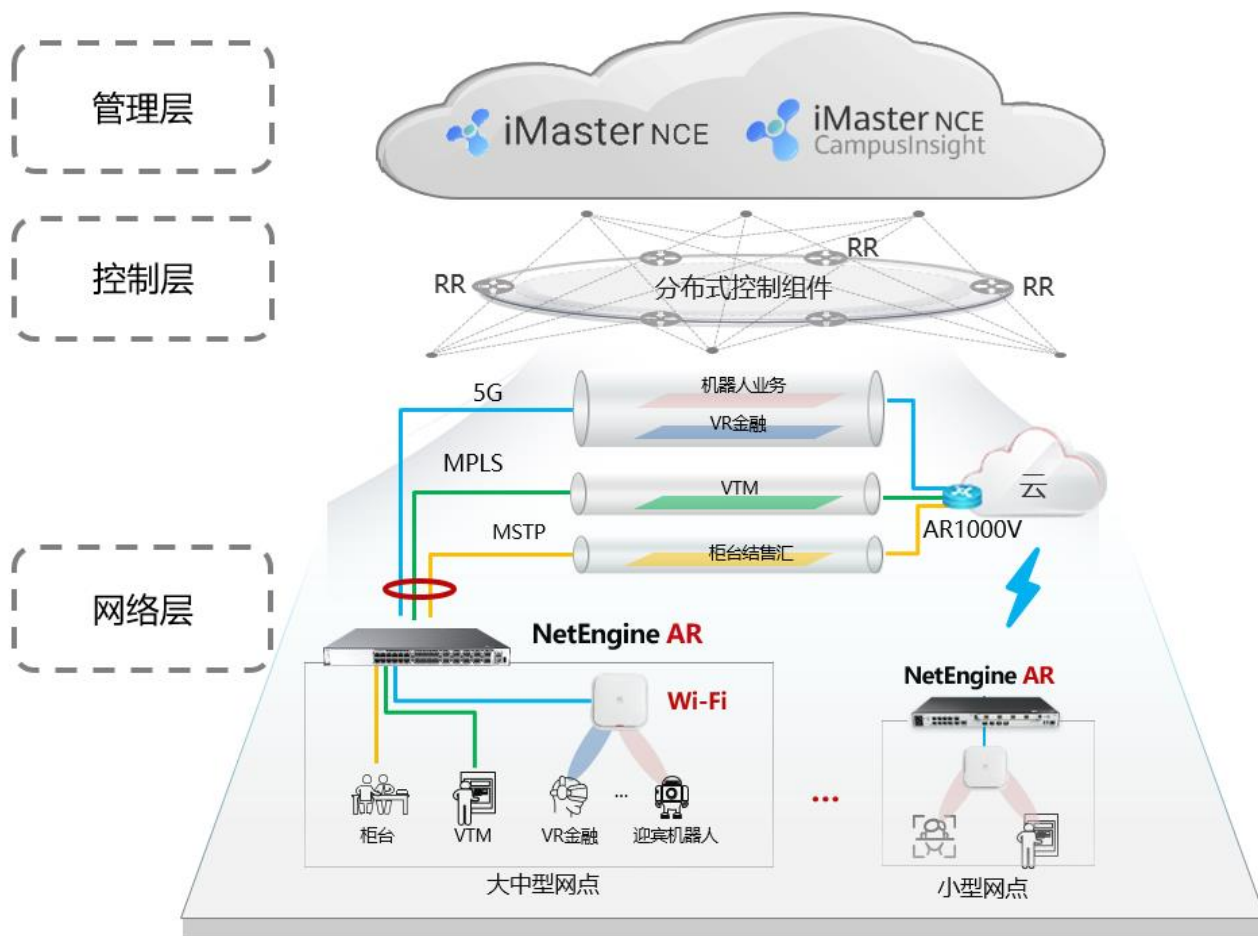 管理层
iMaster NCE
iMaster NCE
CampusInsight
控制层
RR
RR
RR
分布式控制组件
5G
机器人业务
VR金融
MPLS
VTM
云
AR1000V
MSTP
柜台结售汇
网络层
NetEngine AR
Wi-Fi
NetEngine AR
柜台
VTM
VR金融
...
迎宾机器人
...
大中型网点
小型网点